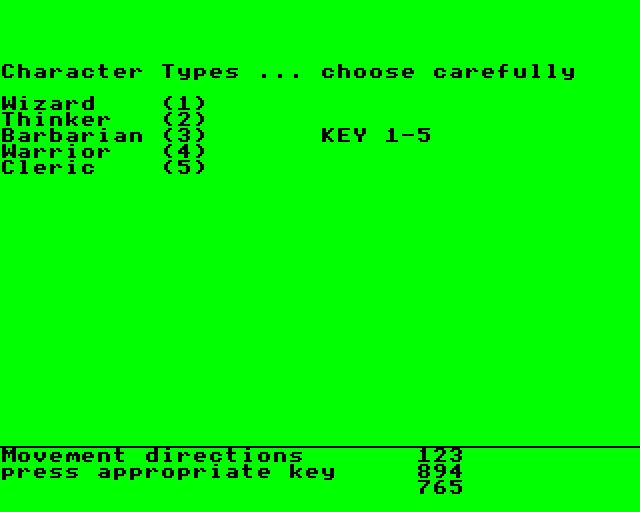 Character Types ... choose carefully
Wizard (1)
Thinker (2)
Barbarian (3) KEY 1-5
Warrior (4)
Cleric (5)
Movement directions 123
press appropriate key 894
765